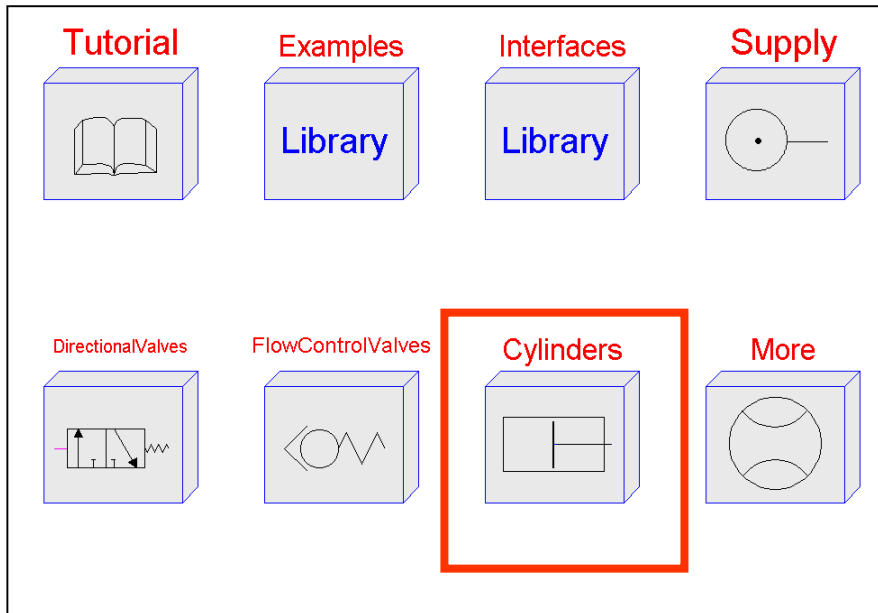 Tutorial
Examples
Interfaces
Supply
Library
Library
DirectionalValves
FlowControlValves
Cylinders
More